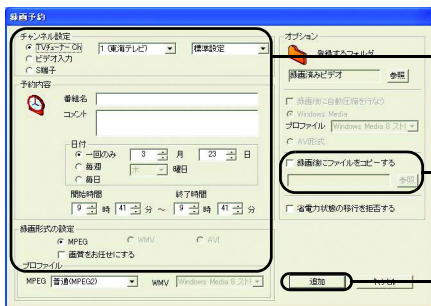 録画予約
チャンネル設定
TVチューナー Ch 1 (東海テレビ) 標準設定
ビデオ入力
S端子
予約内容
番組名
コメント
日付
一回のみ 3 月 23 日
毎週 木 曜日
毎日
開始時間 終了時間
9 時 41 分 ～ 9 時 41 分
録画形式の設定
MPEG WMV AVI
画質をお任せにする
プロファイル
MPEG 普通(MPEG2) WMV Windows Media 8 ストリ
オプション
登録するフォルダ
録画済みビデオ 参照
録画後に自動圧縮を行なう
Windows Media
プロファイル Windows Media 8 ストリ
AVI形式
録画後にファイルをコピーする
参照
省電力状態の移行を拒否する
追加 キャンセル